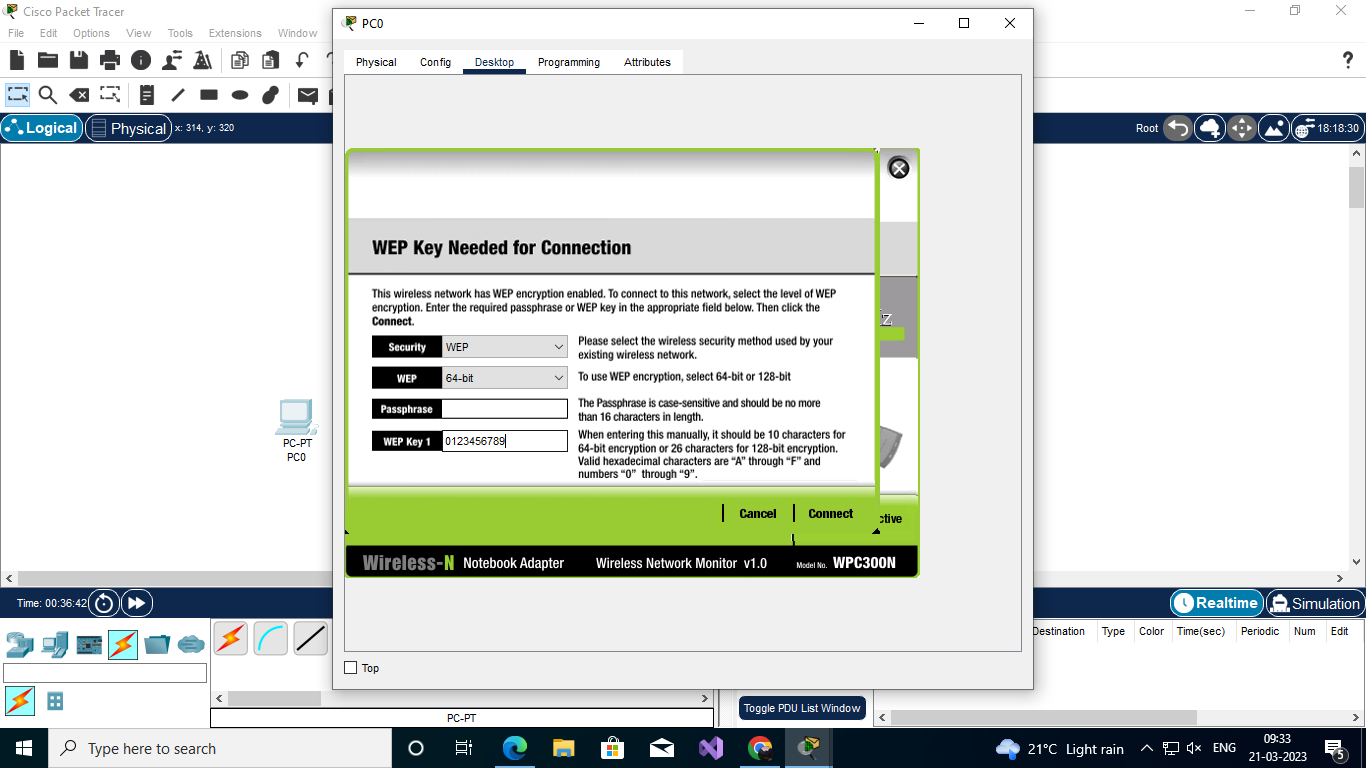 Cisco Packet Tracer
File Edit Options View Tools Extensions Window
PC0
Physical Config Desktop Programming Attributes
?
Logical
Physical
x: 314, y: 320
Root
18:18:30
WEP Key Needed for Connection
This wireless network has WEP encryption enabled. To connect to this network, select the level of WEP
encryption. Enter the required passphrase or WEP key in the appropriate field below. Then click the
Connect.
Security WEP
Please select the wireless security method used by your
existing wireless network.
WEP 64-bit
To use WEP encryption, select 64-bit or 128-bit
Passphrase
The Passphrase is case-sensitive and should be no more
than 16 characters in length.
WEP Key 1 0123456789
When entering this manually, it should be 10 characters for
64-bit encryption or 26 characters for 128-bit encryption.
Valid hexadecimal characters are “A” through “F” and
numbers “0” through “9”.
Cancel Connect
ctive
Wireless-N Notebook Adapter Wireless Network Monitor v1.0 Model No. WPC300N
PC-PT
PC0
Time: 00:36:42
Realtime
Simulation
Destination Type Color Time(sec) Periodic Num Edit
Top
Toggle PDU List Window
PC-PT
Type here to search
21°C Light rain
ENG
09:33
21-03-2023
5